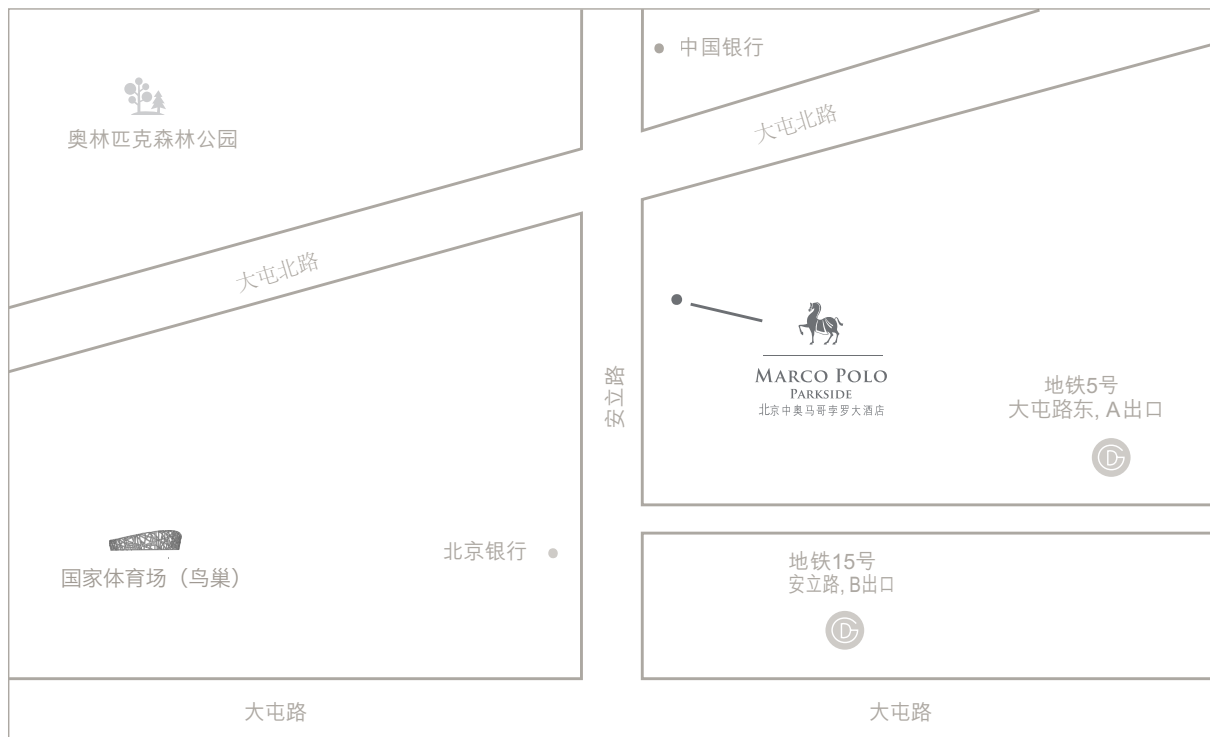 中国银行
奥林匹克森林公园
大屯北路
大屯北路
安立路
MARCO POLO
PARKSIDE
北京中奥马哥孛罗大酒店
地铁5号
大屯路东, A出口
国家体育场（鸟巢）
北京银行
地铁15号
安立路, B出口
大屯路
大屯路